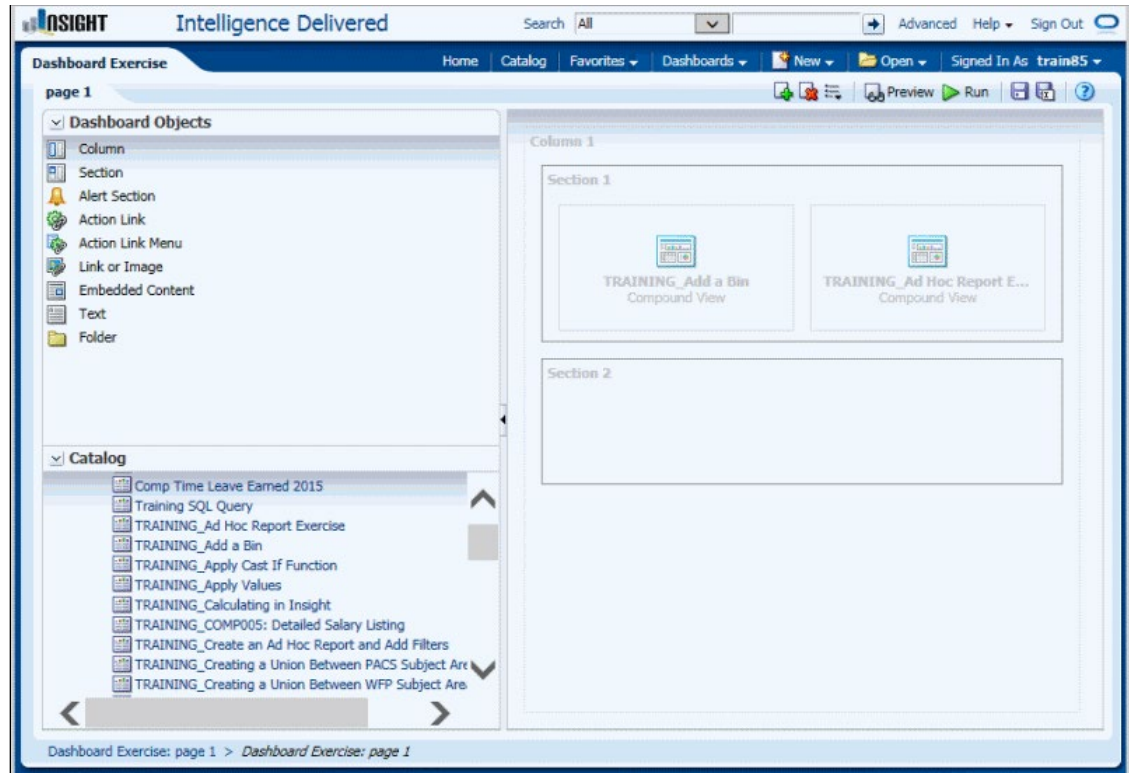 INSIGHT Intelligence Delivered Search All Advanced Help Sign Out
Dashboard Exercise Home Catalog Favorites Dashboards New Open Signed In As train85
page 1 Preview Run
Dashboard Objects
Column
Section
Alert Section
Action Link
Action Link Menu
Link or Image
Embedded Content
Text
Folder
Catalog
Comp Time Leave Earned 2015
Training SQL Query
TRAINING_Ad Hoc Report Exercise
TRAINING_Add a Bin
TRAINING_Apply Cast If Function
TRAINING_Apply Values
TRAINING_Calculating in Insight
TRAINING_COMP005: Detailed Salary Listing
TRAINING_Create an Ad Hoc Report and Add Filters
TRAINING_Creating a Union Between PACS Subject Are
TRAINING_Creating a Union Between WFP Subject Area
Column 1
Section 1
TRAINING_Add a Bin
Compound View
TRAINING_Ad Hoc Report E...
Compound View
Section 2
Dashboard Exercise: page 1 > Dashboard Exercise: page 1